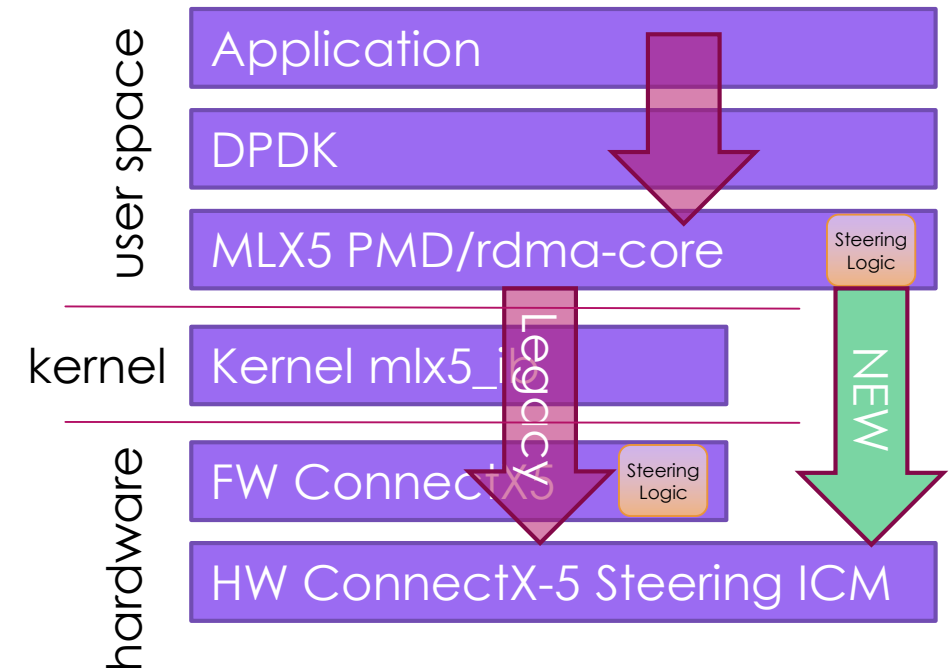 user space
Application
DPDK
MLX5 PMD/rdma-core
Steering
Logic
kernel
Kernel mlx5_ib
Legacy
NEW
hardware
FW ConnectX5
Steering
Logic
HW ConnectX-5 Steering ICM